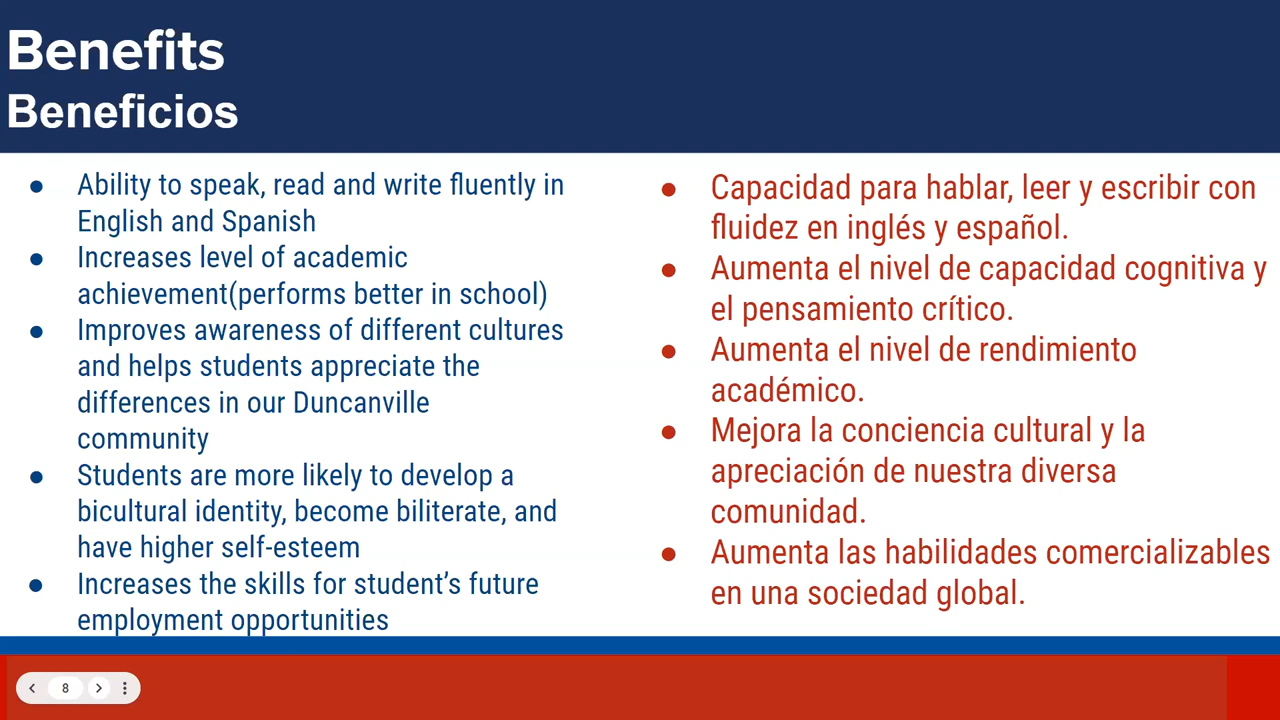 Benefits
Beneficios
● Ability to speak, read and write fluently in
English and Spanish
● Increases level of academic
achievement(performs better in school)
● Improves awareness of different cultures
and helps students appreciate the
differences in our Duncanville
community
● Students are more likely to develop a
bicultural identity, become biliterate, and
have higher self-esteem
● Increases the skills for student’s future
employment opportunities
● Capacidad para hablar, leer y escribir con
fluidez en inglés y español.
● Aumenta el nivel de capacidad cognitiva y
el pensamiento crítico.
● Aumenta el nivel de rendimiento
académico.
● Mejora la conciencia cultural y la
apreciación de nuestra diversa
comunidad.
● Aumenta las habilidades comercializables
en una sociedad global.
8